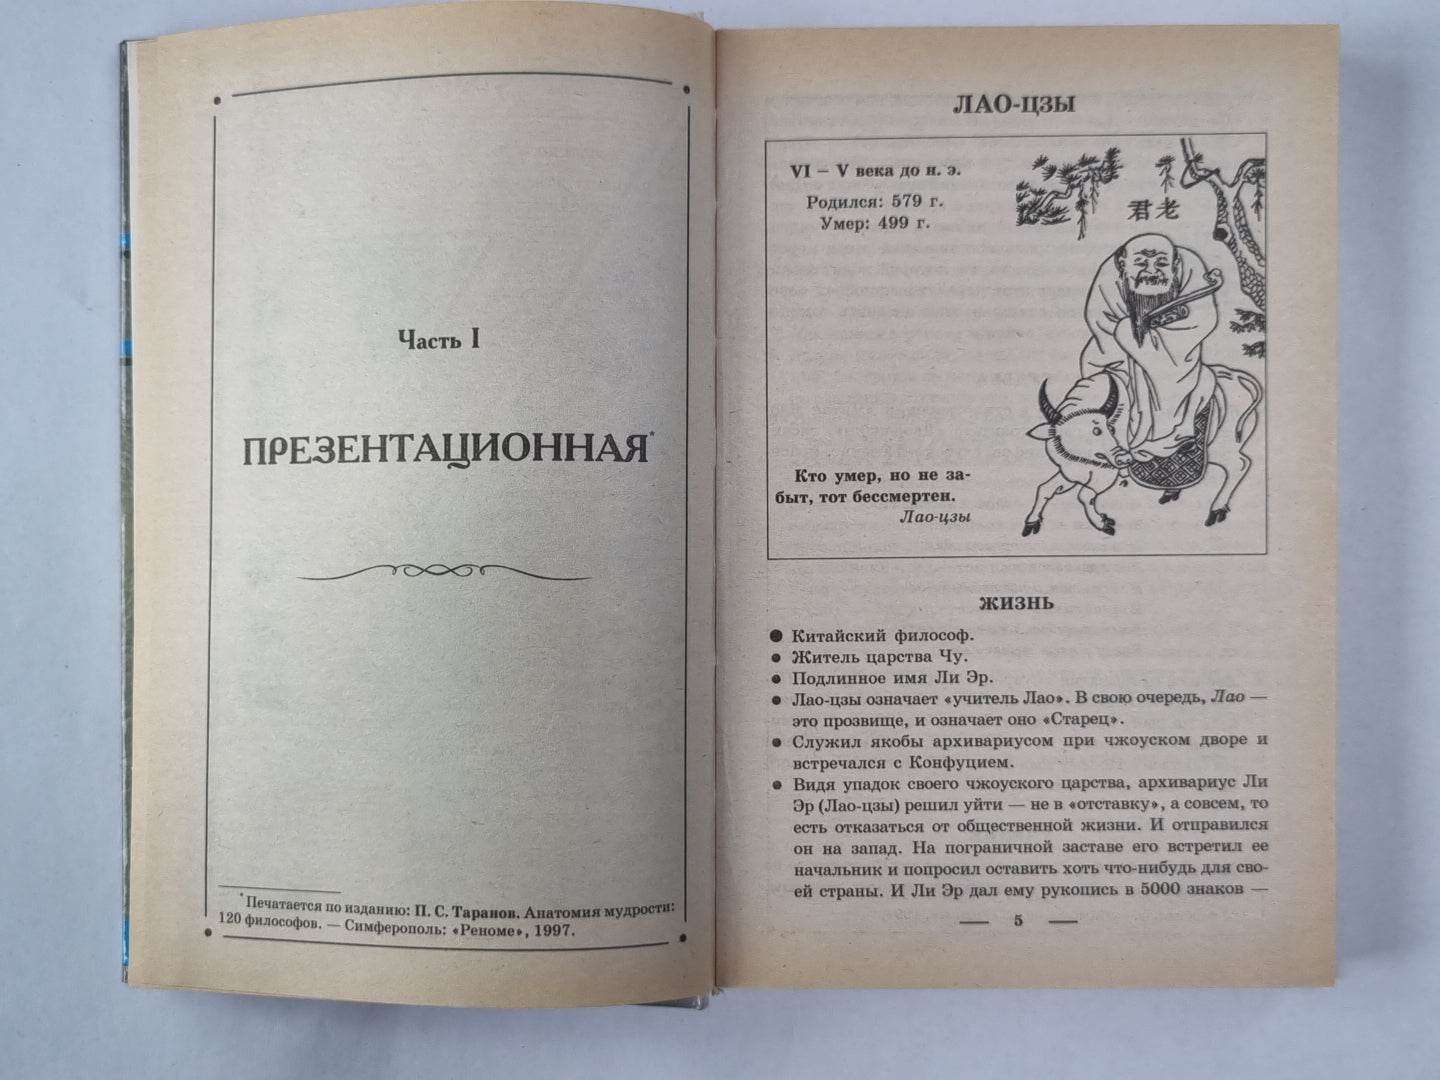 Часть I
ПРЕЗЕНТАЦИОННАЯ*
* Печатается по изданию: П. С. Таранов. Анатомия мудрости:
120 философов. — Симферополь: «Реноме», 1997.
ЛАО-ЦЗЫ
VI – V века до н. э.
Родился: 579 г.
Умер: 499 г.
君老
Кто умер, но не за-
быт, тот бессмертен.
Лао-цзы
ЖИЗНЬ
● Китайский философ.
● Житель царства Чу.
● Подлинное имя Ли Эр.
● Лао-цзы означает «учитель Лао». В свою очередь, Лао —
это прозвище, и означает оно «Старец».
● Служил якобы архивариусом при чжоуском дворе и
встречался с Конфуцием.
● Видя упадок своего чжоуского царства, архивариус Ли
Эр (Лао-цзы) решил уйти — не в «отставку», а совсем, то
есть отказаться от общественной жизни. И отправился
он на запад. На пограничной заставе его встретил ее
начальник и попросил оставить хоть что-нибудь для сво-
ей страны. И Ли Эр дал ему рукопись в 5000 знаков —
— 5 —